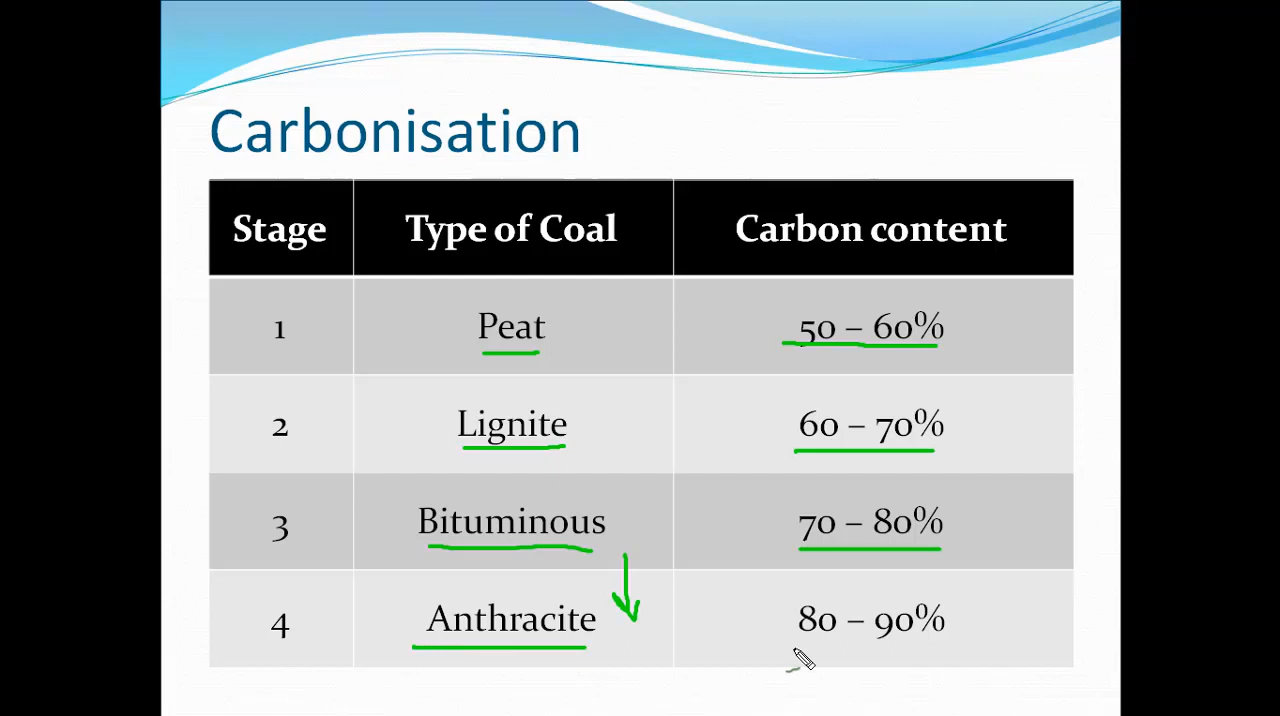 Carbonisation
Stage Type of Coal Carbon content
1 Peat 50 – 60%
2 Lignite 60 – 70%
3 Bituminous 70 – 80%
4 Anthracite 80 – 90%